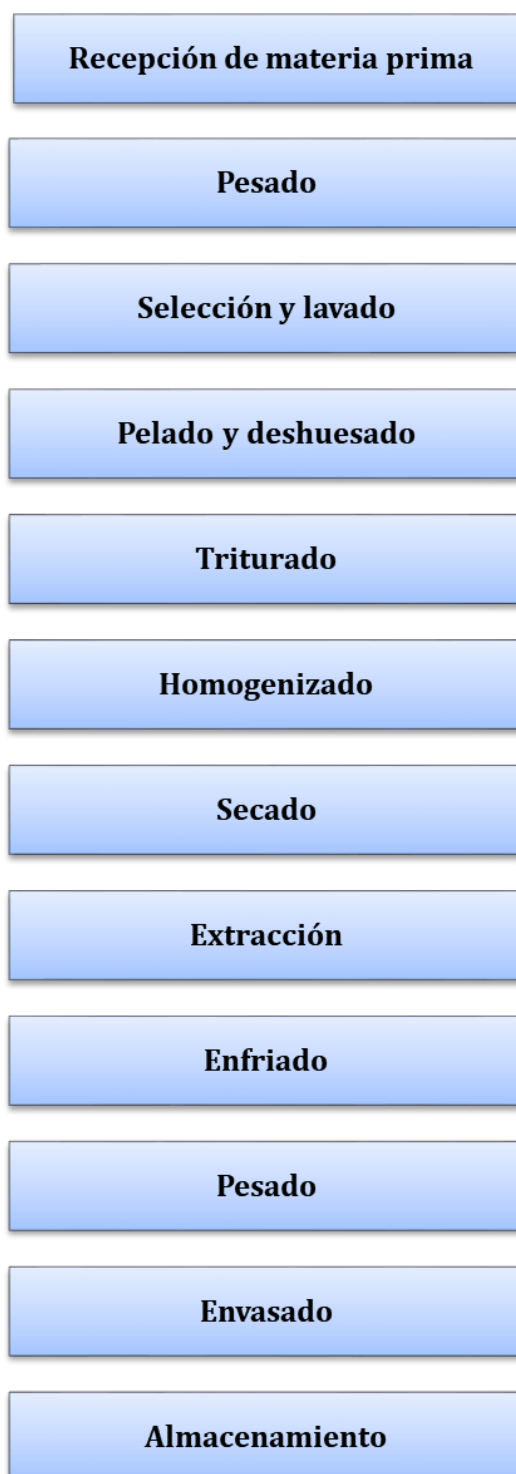 Recepción de materia prima
Pesado
Selección y lavado
Pelado y deshuesado
Triturado
Homogenizado
Secado
Extracción
Enfriado
Pesado
Envasado
Almacenamiento